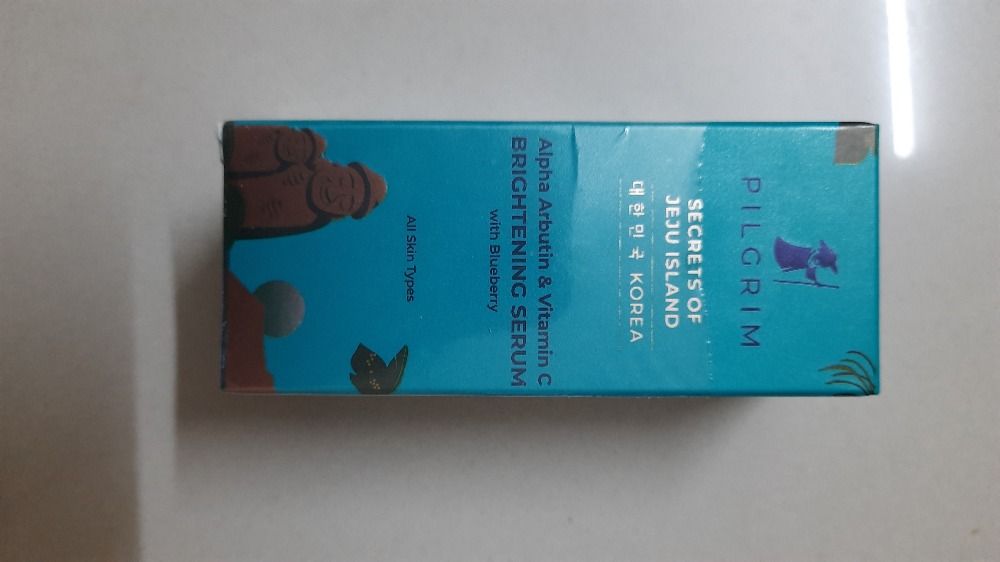 PILGRIM
SECRETS OF
JEJU ISLAND
대한민국 KOREA
Alpha Arbutin & Vitamin C
BRIGHTENING SERUM
with Blueberry
All Skin Types